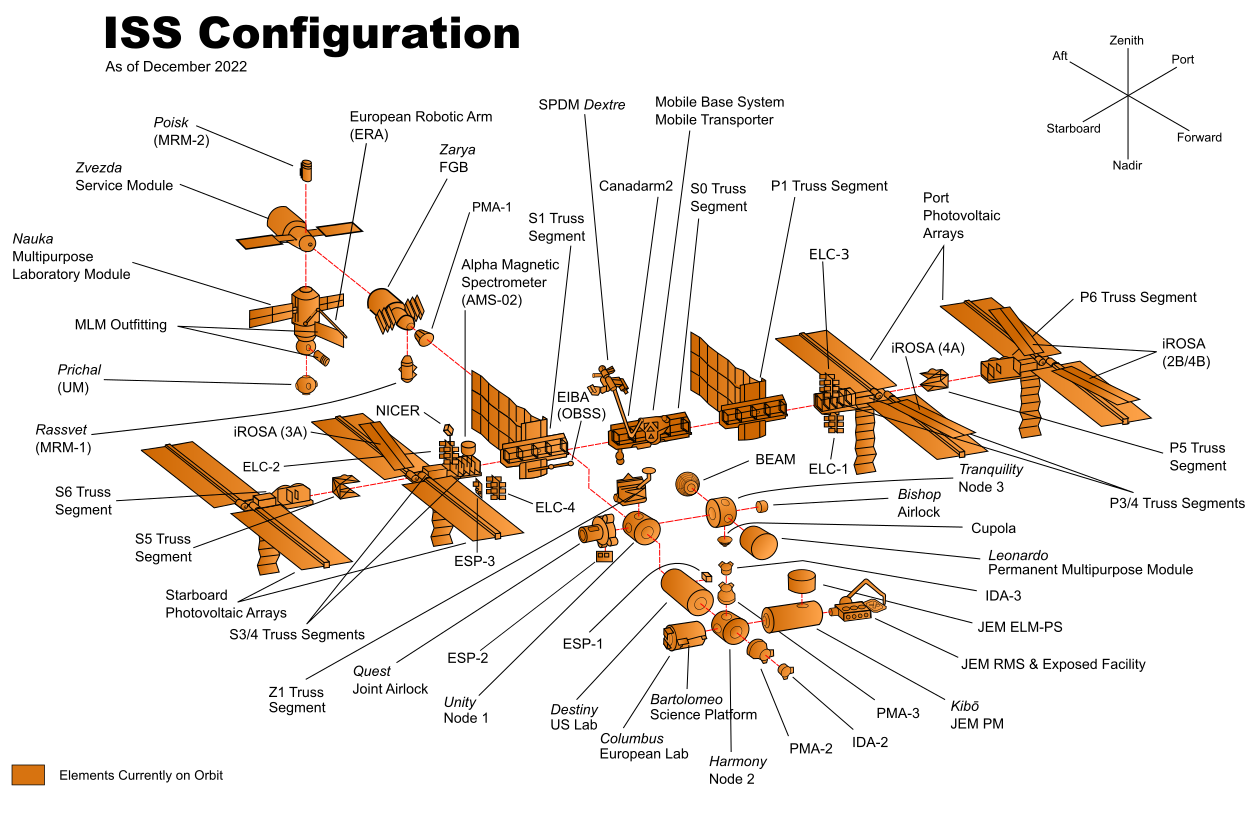 ISS Configuration
As of December 2022
Zenith
Aft
Port
Starboard
Forward
Nadir
Poisk
(MRM-2)
European Robotic Arm
(ERA)
SPDM Dextre
Mobile Base System
Mobile Transporter
Zvezda
Service Module
Zarya
FGB
Canadarm2
S0 Truss
Segment
P1 Truss Segment
PMA-1
S1 Truss
Segment
Port
Photovoltaic
Arrays
Nauka
Multipurpose
Laboratory Module
Alpha Magnetic
Spectrometer
(AMS-02)
ELC-3
P6 Truss Segment
MLM Outfitting
iROSA (4A)
iROSA
(2B/4B)
Prichal
(UM)
EIBA
(OBSS)
NICER
Rassvet
(MRM-1)
iROSA (3A)
ELC-2
ELC-1
BEAM
Tranquility
Node 3
P5 Truss
Segment
S6 Truss
Segment
ELC-4
Bishop
Airlock
P3/4 Truss Segments
Cupola
S5 Truss
Segment
ESP-3
Leonardo
Permanent Multipurpose Module
Starboard
Photovoltaic Arrays
IDA-3
S3/4 Truss Segments
JEM ELM-PS
ESP-2
ESP-1
JEM RMS & Exposed Facility
Quest
Joint Airlock
Z1 Truss
Segment
Unity
Node 1
Destiny
US Lab
Bartolomeo
Science Platform
PMA-3
Kibō
JEM PM
Columbus
European Lab
PMA-2
IDA-2
Harmony
Node 2
Elements Currently on Orbit